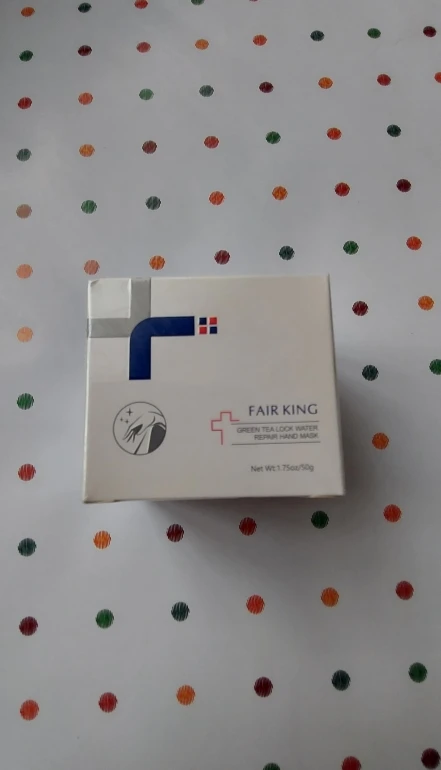 FAIR KING
GREEN TEA LOCK WATER
REPAIR HAND MASK
Net Wt:1.75oz/50g